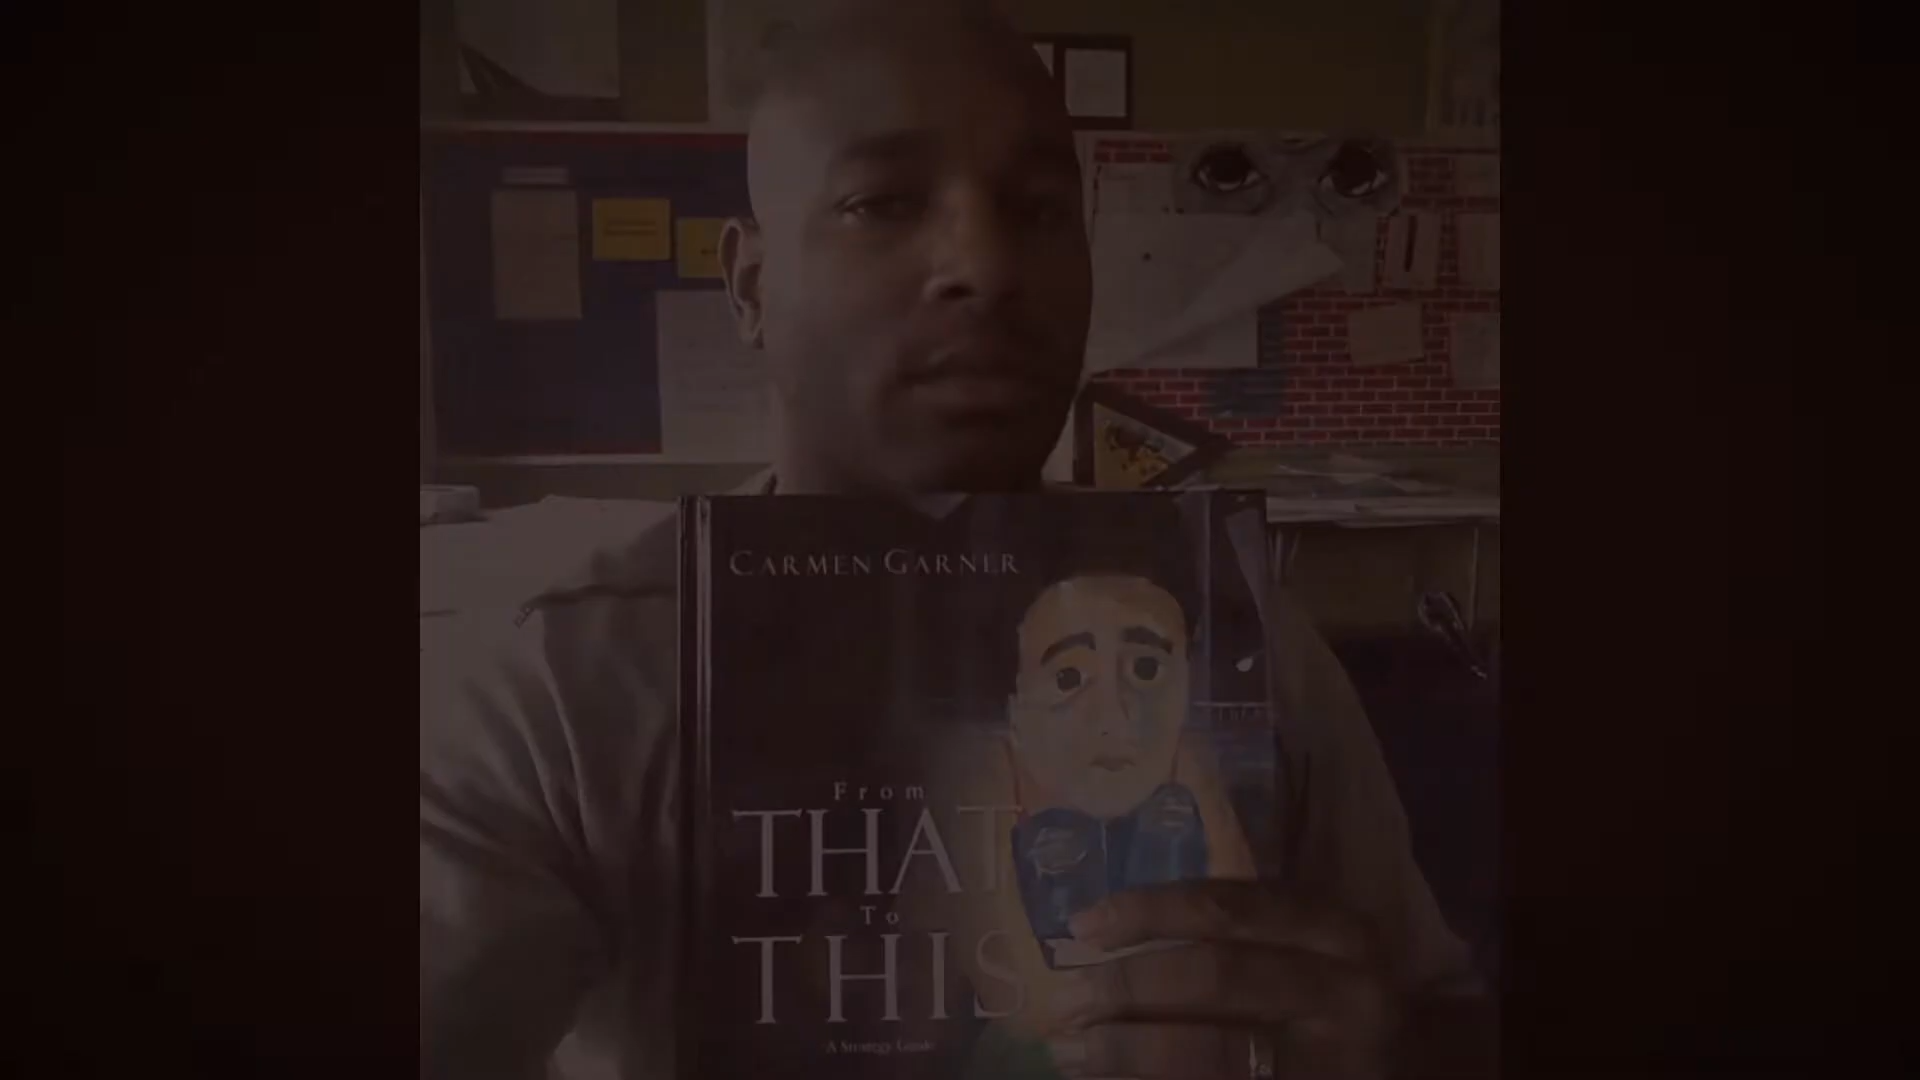 CARMEN GARNER
From
THAT
To
THIS
A Strategy Guide